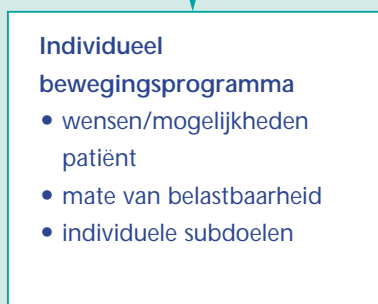 Individueel
bewegingsprogramma
• wensen/mogelijkheden
patiënt
• mate van belastbaarheid
• individuele subdoelen